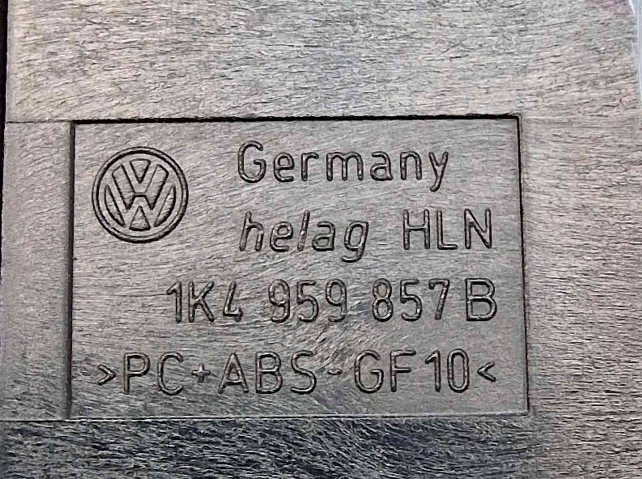 Germany
helag HLN
1K4 959 857 B
>PC+ABS-GF10<